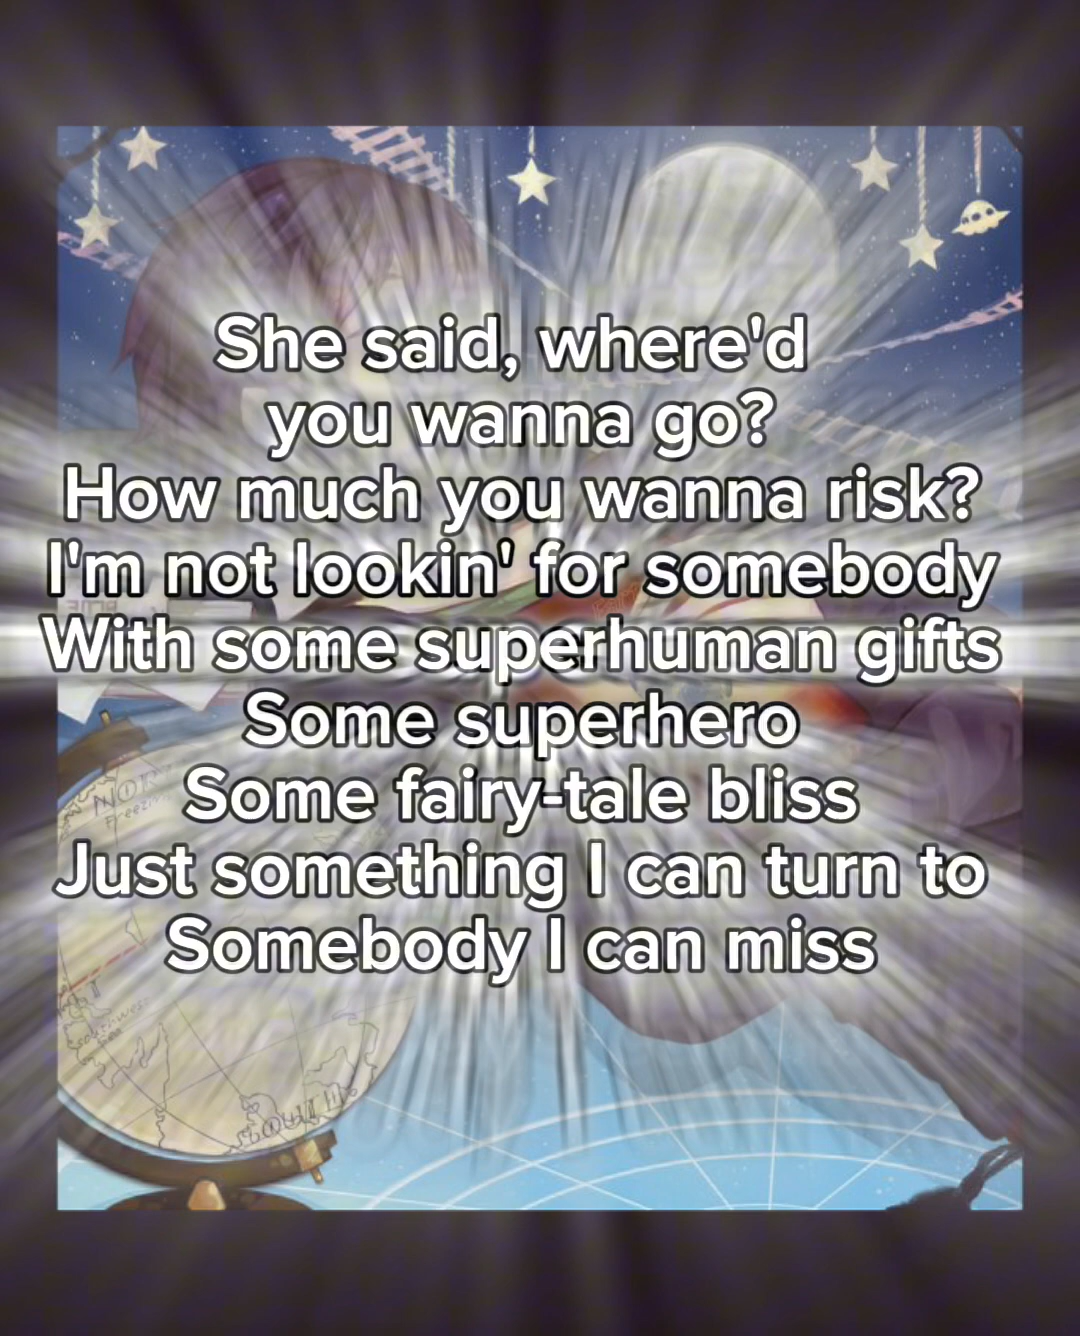 She said, where'd
you wanna go?
How much you wanna risk?
I'm not lookin' for somebody
With some superhuman gifts
Some superhero
Some fairy-tale bliss
Just something I can turn to
Somebody I can miss